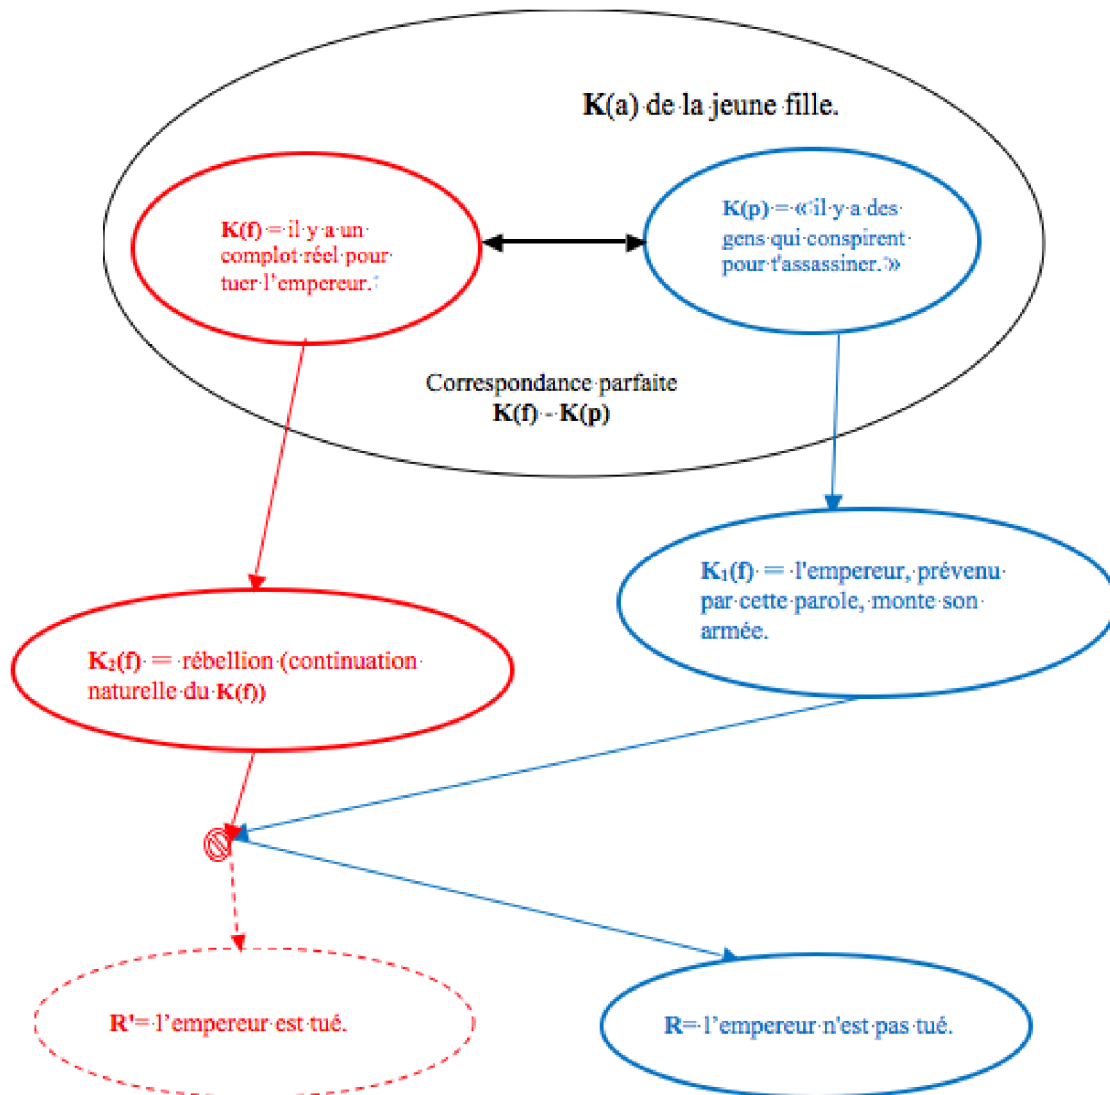 K(a) de la jeune fille.
K(f) = il y a un
complot réel pour
tuer l’empereur.
K(p) = « il y a des
gens qui conspirent
pour t'assassiner. »
Correspondance parfaite
K(f) - K(p)
K₁(f) = l'empereur, prévenu
par cette parole, monte son
armée.
K₂(f) = rébellion (continuation
naturelle du K(f))
R'= l’empereur est tué.
R= l’empereur n'est pas tué.